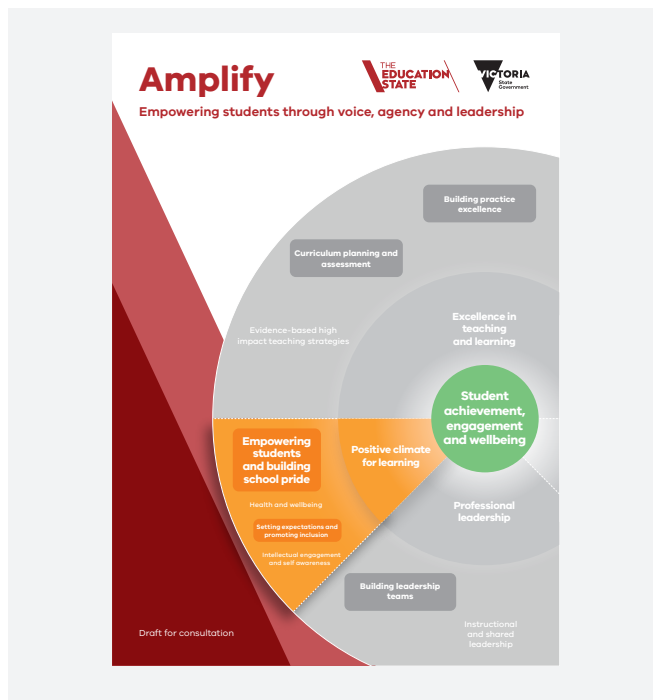 Amplify
THE
EDUCATION
STATE
VICTORIA
State
Government
Empowering students through voice, agency and leadership
Building practice
excellence
Curriculum planning and
assessment
Evidence-based high
impact teaching strategies
Excellence in
teaching
and learning
Student
achievement,
engagement
and wellbeing
Empowering
students
and building
school pride
Positive climate
for learning
Health and wellbeing
Setting expectations and
promoting inclusion
Intellectual engagement
and self awareness
Professional
leadership
Building leadership
teams
Instructional
and shared
leadership
Draft for consultation